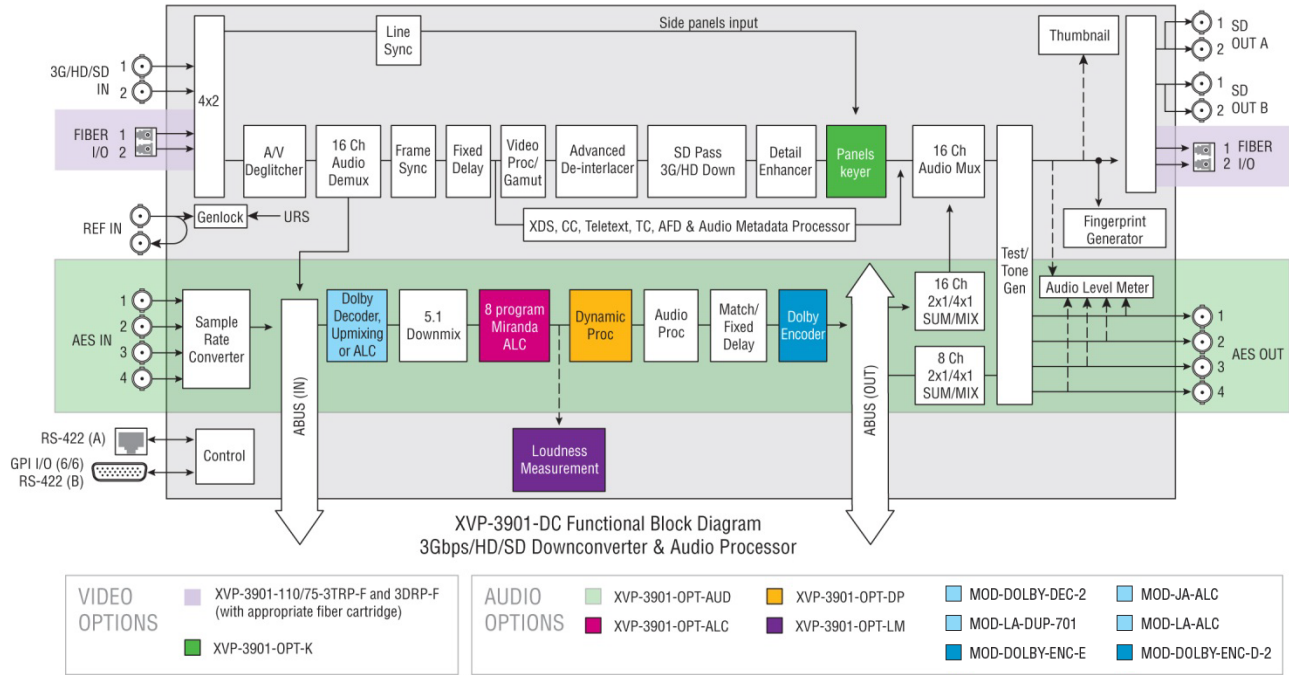 Side panels input
Line
Sync
Thumbnail
1 SD
2 OUT A
3G/HD/SD 1
IN 2
4x2
1 SD
2 OUT B
FIBER 1
I/O 2
A/V
Deglitcher
16 Ch
Audio
Demux
Frame
Sync
Fixed
Delay
Video
Proc/
Gamut
Advanced
De-interlacer
SD Pass
3G/HD Down
Detail
Enhancer
Panels
keyer
16 Ch
Audio Mux
1 FIBER
2 I/O
REF IN
Genlock
URS
XDS, CC, Teletext, TC, AFD & Audio Metadata Processor
Fingerprint
Generator
Test/
Tone
Gen
AES IN
1
2
3
4
Sample
Rate
Converter
ABUS (IN)
Dolby
Decoder,
Upmixing
or ALC
5.1
Downmix
8 program
Miranda
ALC
Dynamic
Proc
Audio
Proc
Match/
Fixed
Delay
Dolby
Encoder
ABUS (OUT)
16 Ch
2x1/4x1
SUM/MIX
8 Ch
2x1/4x1
SUM/MIX
Audio Level Meter
1
2
3
4
AES OUT
RS-422 (A)
GPI I/O (6/6)
RS-422 (B)
Control
Loudness
Measurement
XVP-3901-DC Functional Block Diagram
3Gbps/HD/SD Downconverter & Audio Processor
VIDEO
OPTIONS
XVP-3901-110/75-3TRP-F and 3DRP-F
(with appropriate fiber cartridge)
XVP-3901-OPT-K
AUDIO
OPTIONS
XVP-3901-OPT-AUD
XVP-3901-OPT-ALC
XVP-3901-OPT-DP
XVP-3901-OPT-LM
MOD-DOLBY-DEC-2
MOD-LA-DUP-701
MOD-DOLBY-ENC-E
MOD-JA-ALC
MOD-LA-ALC
MOD-DOLBY-ENC-D-2